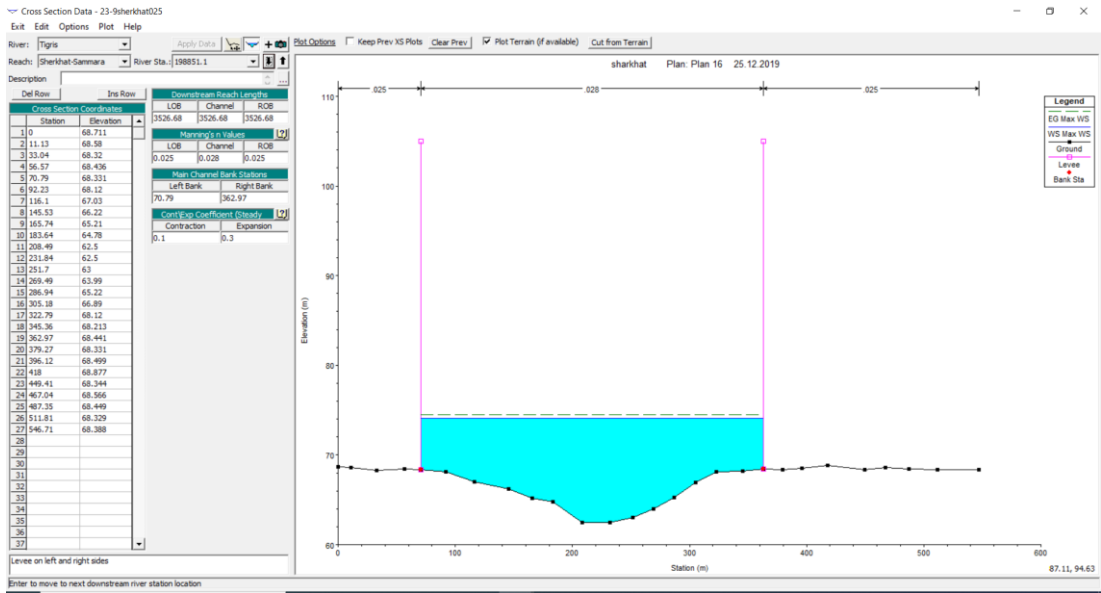 Cross Section Data - 23-9sherkhat025
Exit Edit Options Plot Help
River: Tigris Apply Data
Plot Options Keep Prev XS Plots Clear Prev Plot Terrain (if available) Cut from Terrain
Reach: Sherkhat-Sammara River Sta.: 198851.1
Description ...
Del Row Ins Row
Cross Section Coordinates
Station Elevation
1 0 68.711
2 11.13 68.58
3 33.04 68.32
4 56.57 68.436
5 70.79 68.331
6 92.23 68.12
7 116.1 67.03
8 145.53 66.22
9 165.74 65.21
10 183.64 64.78
11 208.49 62.5
12 231.84 62.5
13 251.7 63
14 269.49 63.99
15 286.94 65.22
16 305.18 66.89
17 322.79 68.12
18 345.36 68.213
19 362.97 68.441
20 379.27 68.331
21 396.12 68.499
22 418 68.877
23 449.41 68.344
24 467.04 68.566
25 487.35 68.449
26 511.81 68.329
27 546.71 68.388
28
29
30
31
32
33
34
35
36
37
Downstream Reach Lengths
LOB Channel ROB
3526.68 3526.68 3526.68
Manning's n Values ?
LOB Channel ROB
0.025 0.028 0.025
Main Channel Bank Stations
Left Bank Right Bank
70.79 362.97
Cont\Exp Coefficient (Steady ?
Contraction Expansion
0.1 0.3
sharkhat Plan: Plan 16 25.12.2019
.025 .028 .025
110
100
90
80
70
60
Elevation (m)
0 100 200 300 400 500 600
Station (m)
Legend
EG Max WS
WS Max WS
Ground
Levee
Bank Sta
87.11, 94.63
Levee on left and right sides
Enter to move to next downstream river station location